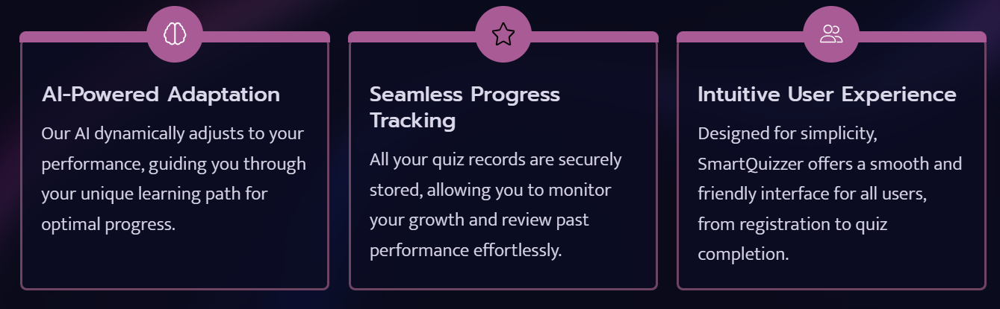 AI-Powered Adaptation
Our AI dynamically adjusts to your
performance, guiding you through
your unique learning path for
optimal progress.
Seamless Progress
Tracking
All your quiz records are securely
stored, allowing you to monitor
your growth and review past
performance effortlessly.
Intuitive User Experience
Designed for simplicity,
SmartQuizzer offers a smooth and
friendly interface for all users,
from registration to quiz
completion.